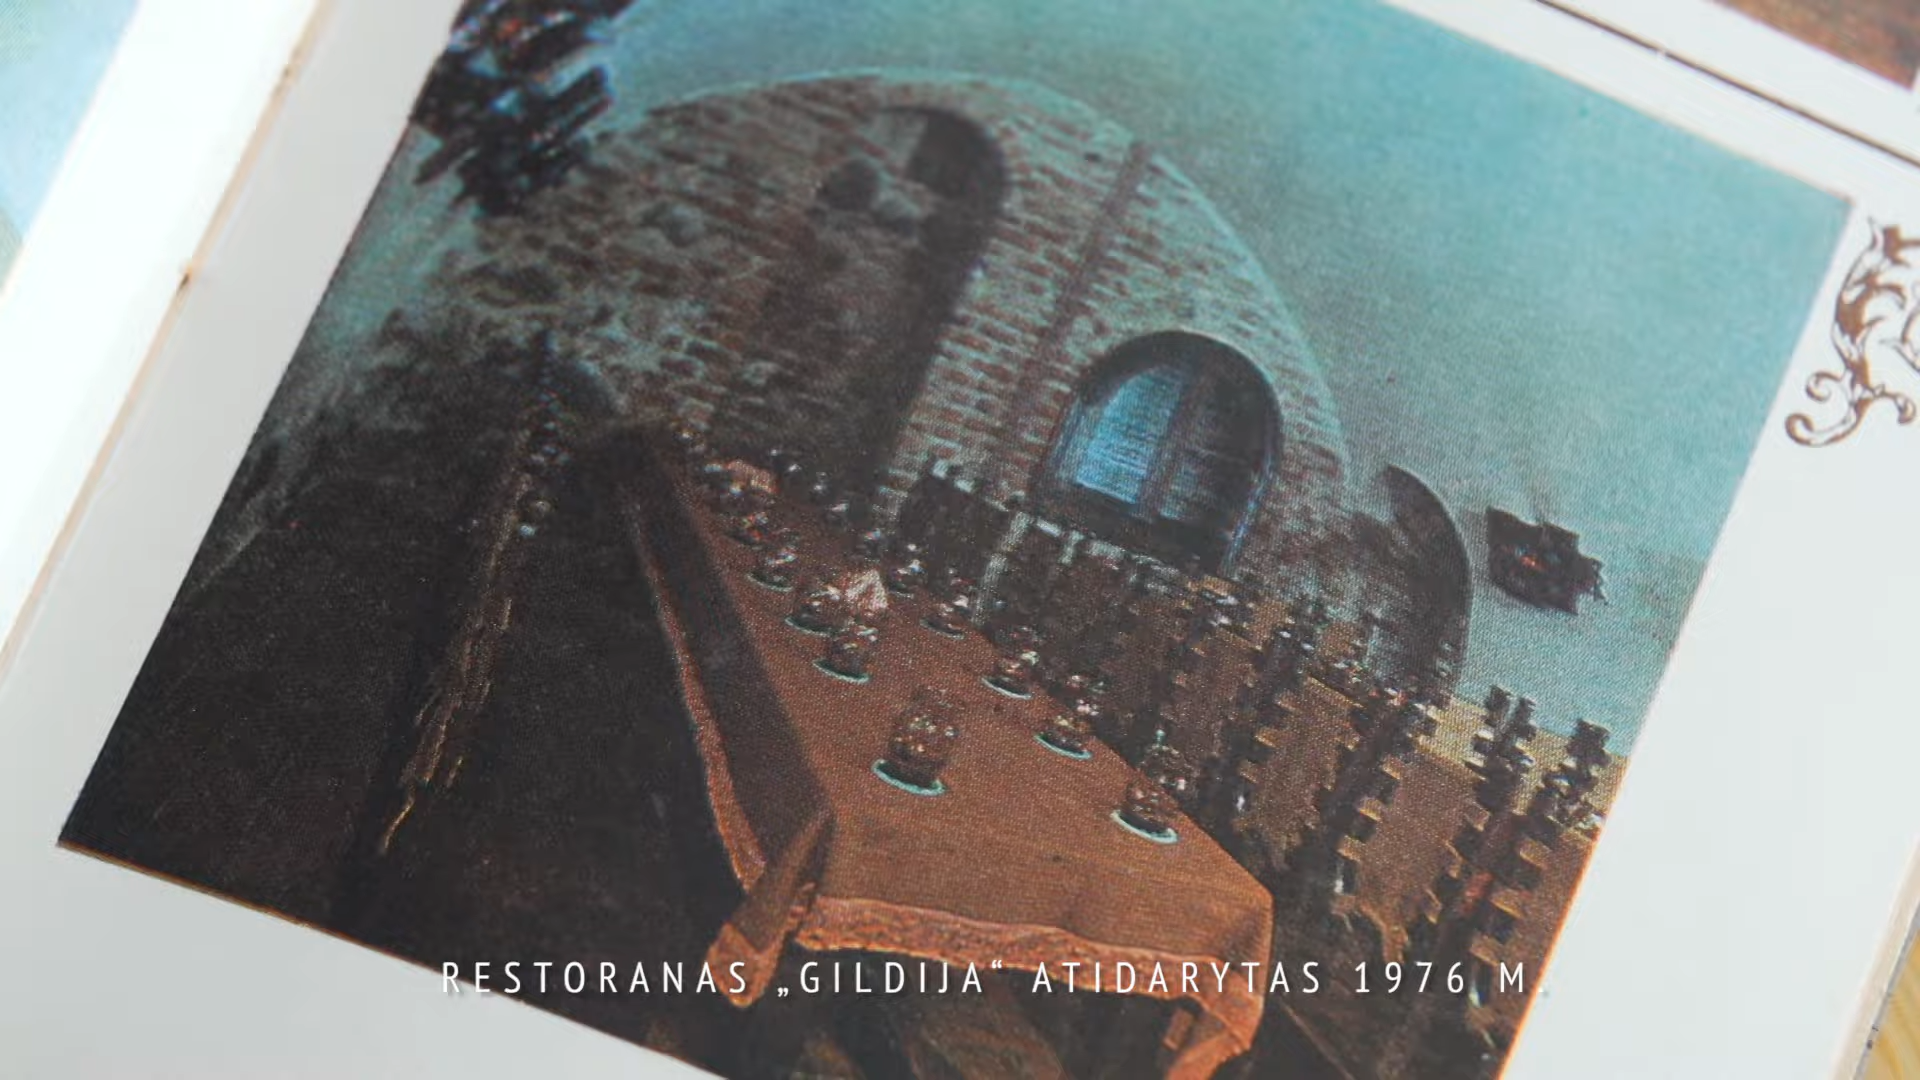 RESTORANAS „GILDIJA“ ATIDARYTAS 1976 M.